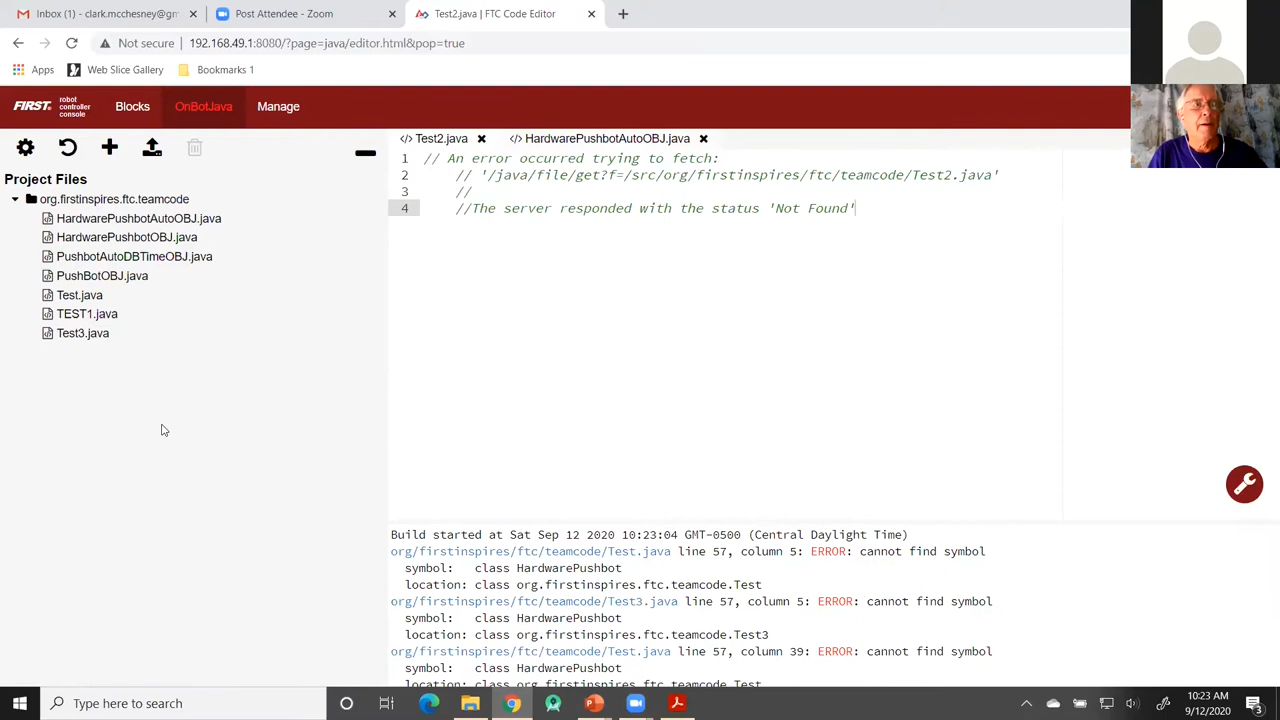 Inbox (1) - clark.mcchesney@gm
Post Attendee - Zoom
Test2.java | FTC Code Editor
Not secure
192.168.49.1:8080/?page=java/editor.html&pop=true
Apps
Web Slice Gallery
Bookmarks 1
FIRST. robot controller console
Blocks
OnBotJava
Manage
Test2.java
HardwarePushbotAutoOBJ.java
Project Files
org.firstinspires.ftc.teamcode
HardwarePushbotAutoOBJ.java
HardwarePushbotOBJ.java
PushbotAutoDBTimeOBJ.java
PushBotOBJ.java
Test.java
TEST1.java
Test3.java
1 // An error occurred trying to fetch:
2 // '/java/file/get?f=/src/org/firstinspires/ftc/teamcode/Test2.java'
3 //
4 //The server responded with the status 'Not Found'
Build started at Sat Sep 12 2020 10:23:04 GMT-0500 (Central Daylight Time)
org/firstinspires/ftc/teamcode/Test.java line 57, column 5: ERROR: cannot find symbol
symbol: class HardwarePushbot
location: class org.firstinspires.ftc.teamcode.Test
org/firstinspires/ftc/teamcode/Test3.java line 57, column 5: ERROR: cannot find symbol
symbol: class HardwarePushbot
location: class org.firstinspires.ftc.teamcode.Test3
org/firstinspires/ftc/teamcode/Test.java line 57, column 39: ERROR: cannot find symbol
symbol: class HardwarePushbot
location: class org.firstinspires.ftc.teamcode.Test
Type here to search
10:23 AM
9/12/2020
3